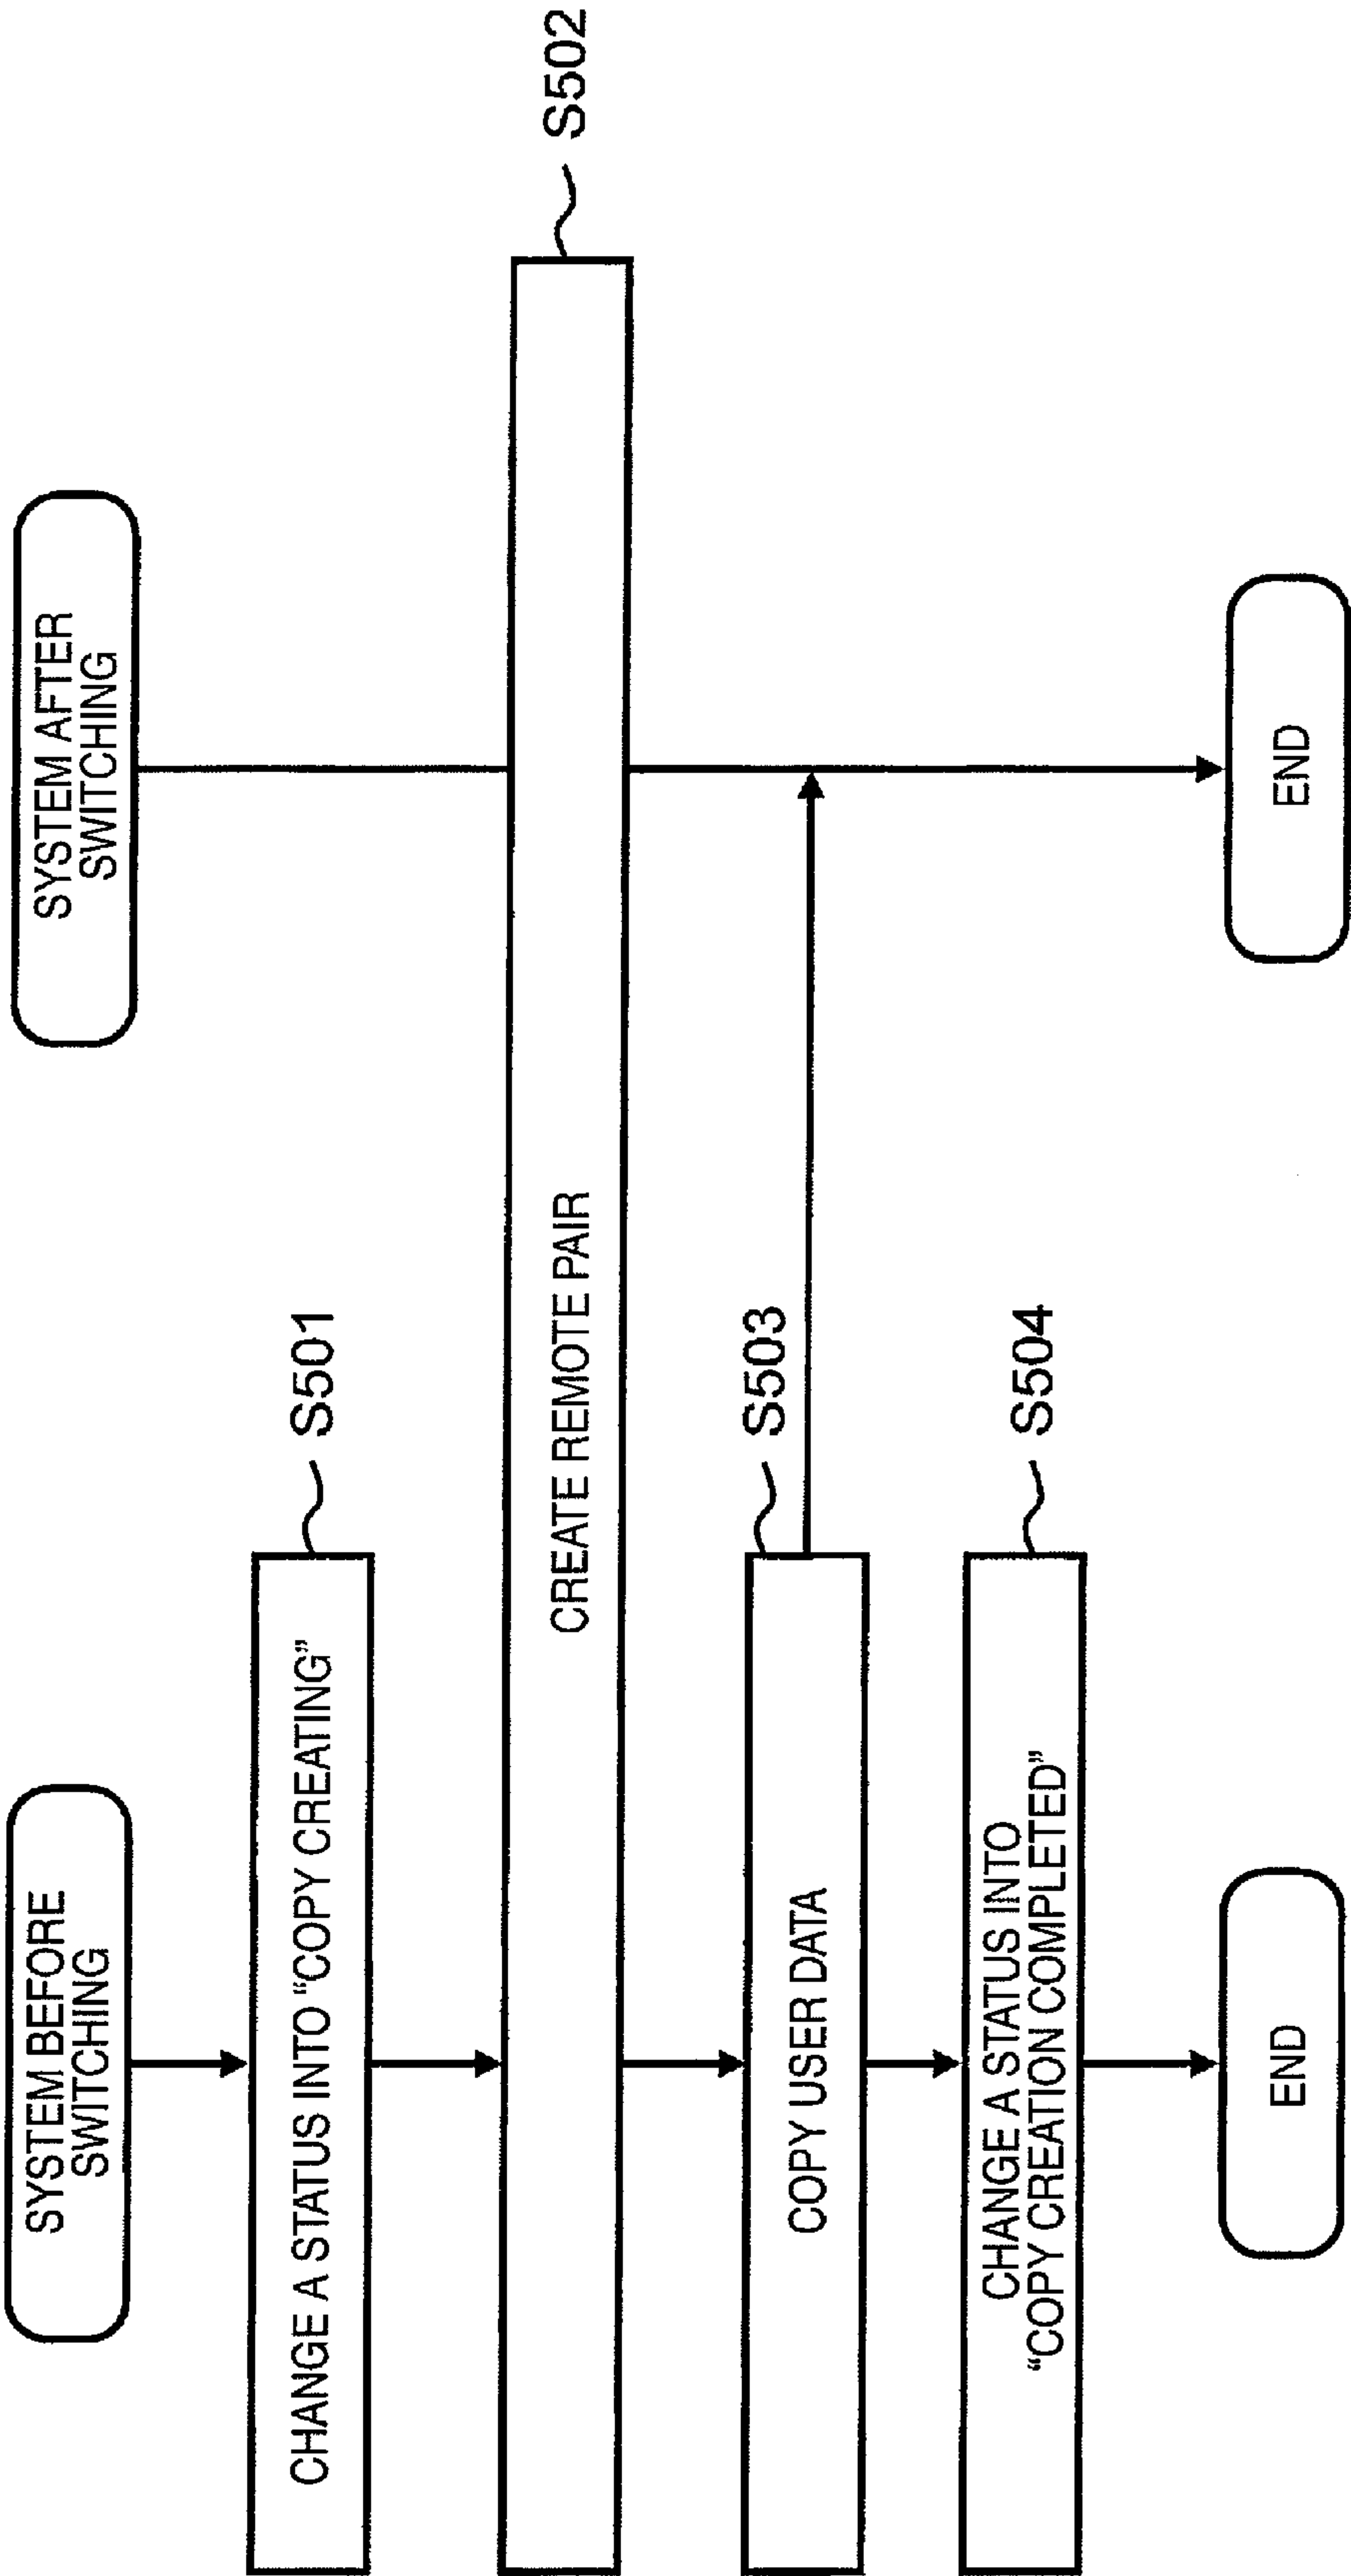 SYSTEM BEFORE
SWITCHING
SYSTEM AFTER
SWITCHING
CHANGE A STATUS INTO “COPY CREATING”
S501
CREATE REMOTE PAIR
S502
COPY USER DATA
S503
CHANGE A STATUS INTO
“COPY CREATION COMPLETED”
S504
END
END